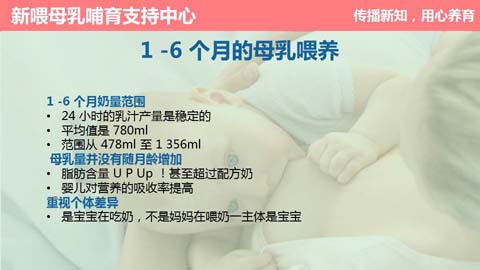 新喂母乳哺育支持中心
传播新知，用心养育
1 -6 个月的母乳喂养
1 -6 个月奶量范围
• 24 小时的乳汁产量是稳定的
• 平均值是 780ml
• 范围从 478ml 至 1 356ml
母乳量并没有随月龄增加
• 脂肪含量 U P Up ！甚至超过配方奶
• 婴儿对营养的吸收率提高
重视个体差异
• 是宝宝在吃奶，不是妈妈在喂奶一主体是宝宝